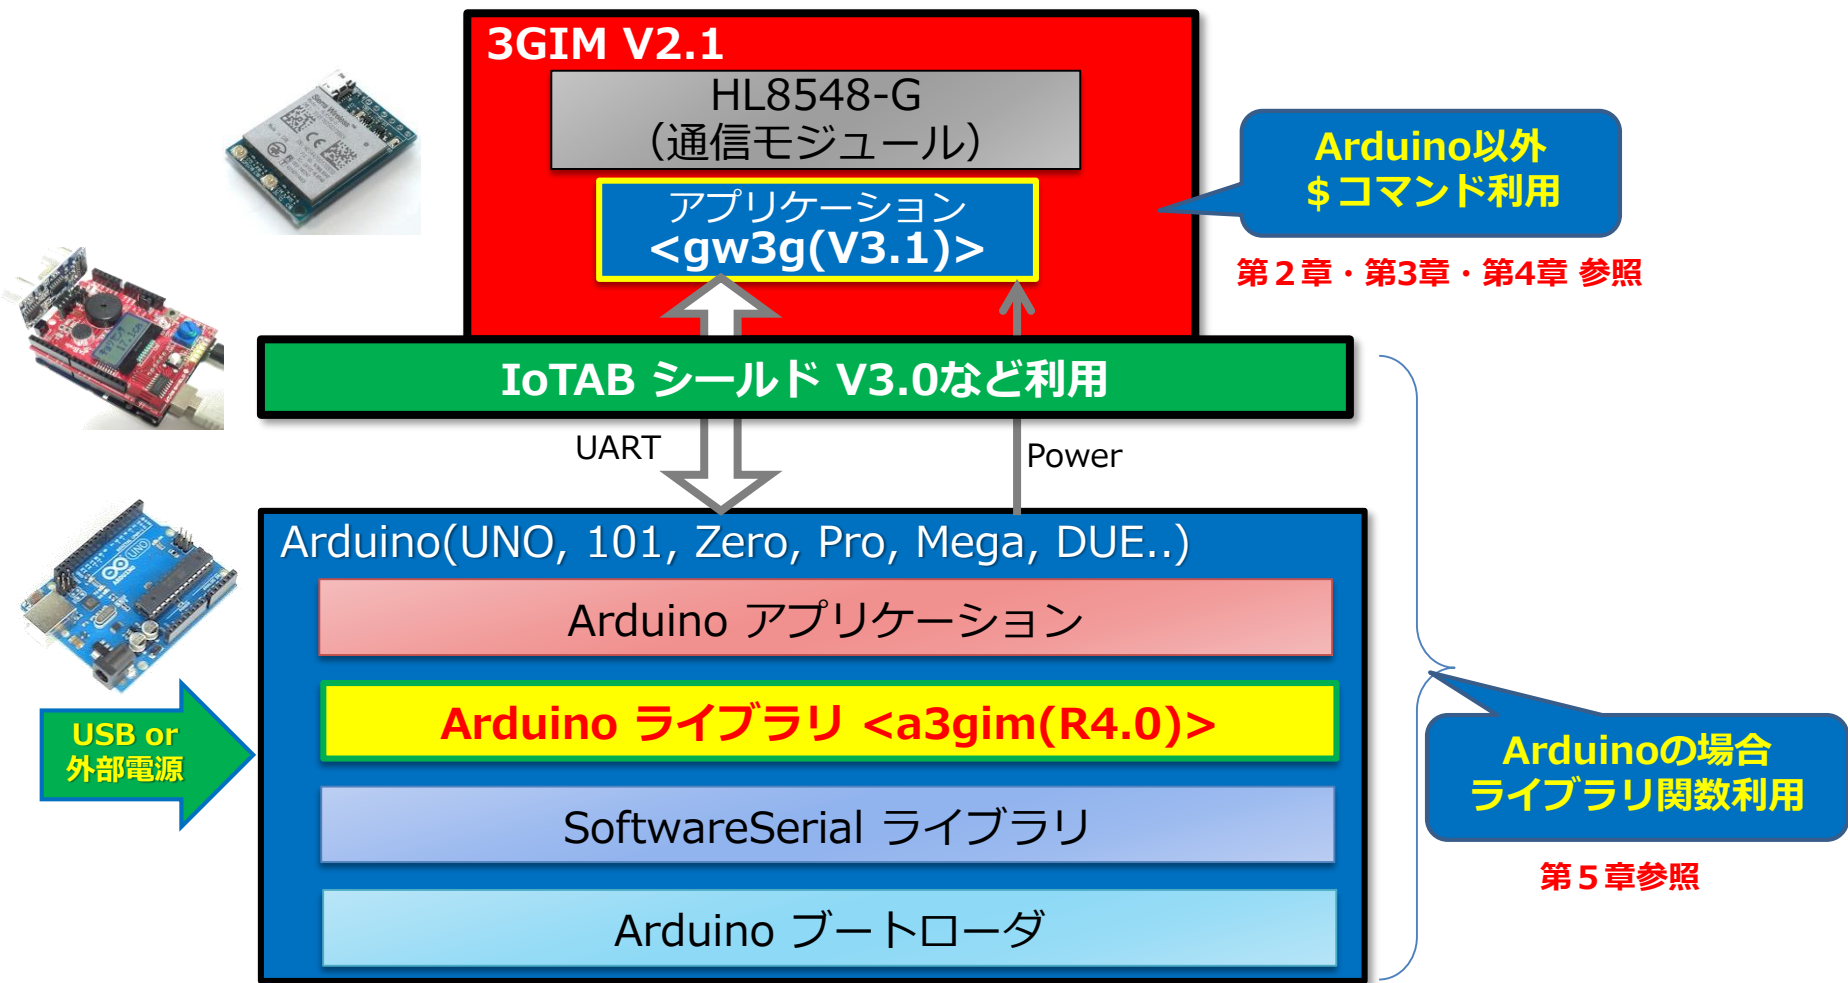 3GIM V2.1
HL8548-G
（通信モジュール）
アプリケーション
<gw3g(V3.1)>
Arduino以外
＄コマンド利用
第２章・第3章・第4章 参照
IoTAB シールド V3.0など利用
UART
Power
Arduino(UNO, 101, Zero, Pro, Mega, DUE..)
Arduino アプリケーション
Arduino ライブラリ <a3gim(R4.0)>
SoftwareSerial ライブラリ
Arduino ブートローダ
USB or
外部電源
Arduinoの場合
ライブラリ関数利用
第５章参照